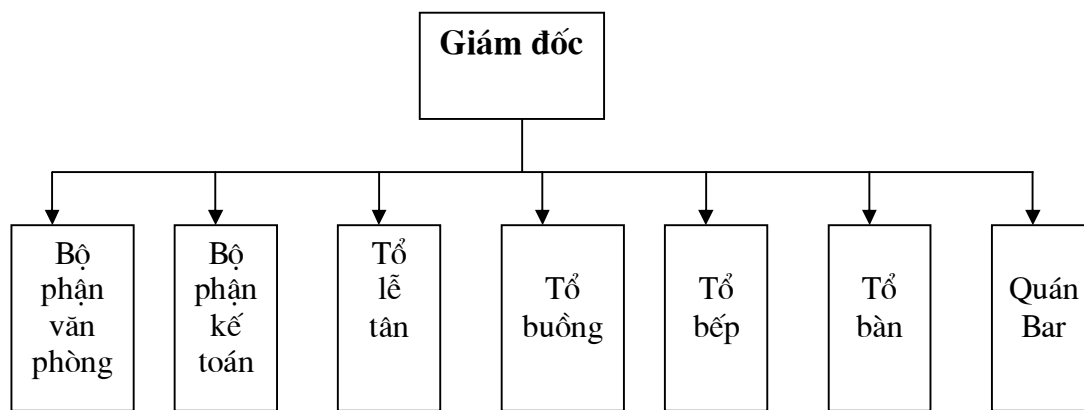 Giám đốc
Bộ
phận
văn
phòng
Bộ
phận
kế
toán
Tổ
lễ
tân
Tổ
buồng
Tổ
bếp
Tổ
bàn
Quán
Bar